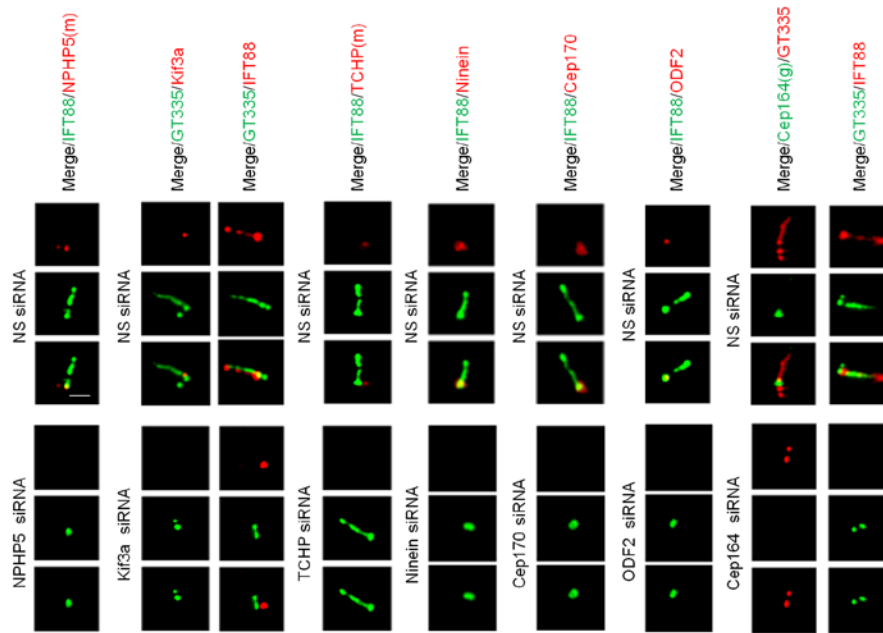 Merge/IFT88/NPHP5(m)
Merge/GT335/Kif3a
Merge/GT335/IFT88
Merge/IFT88/TCHP(m)
Merge/IFT88/Ninein
Merge/IFT88/Cep170
Merge/IFT88/ODF2
Merge/Cep164(g)/GT335
Merge/GT335/IFT88
NS siRNA
NS siRNA
NS siRNA
NS siRNA
NS siRNA
NS siRNA
NS siRNA
NPHP5 siRNA
Kif3a siRNA
TCHP siRNA
Ninein siRNA
Cep170 siRNA
ODF2 siRNA
Cep164 siRNA